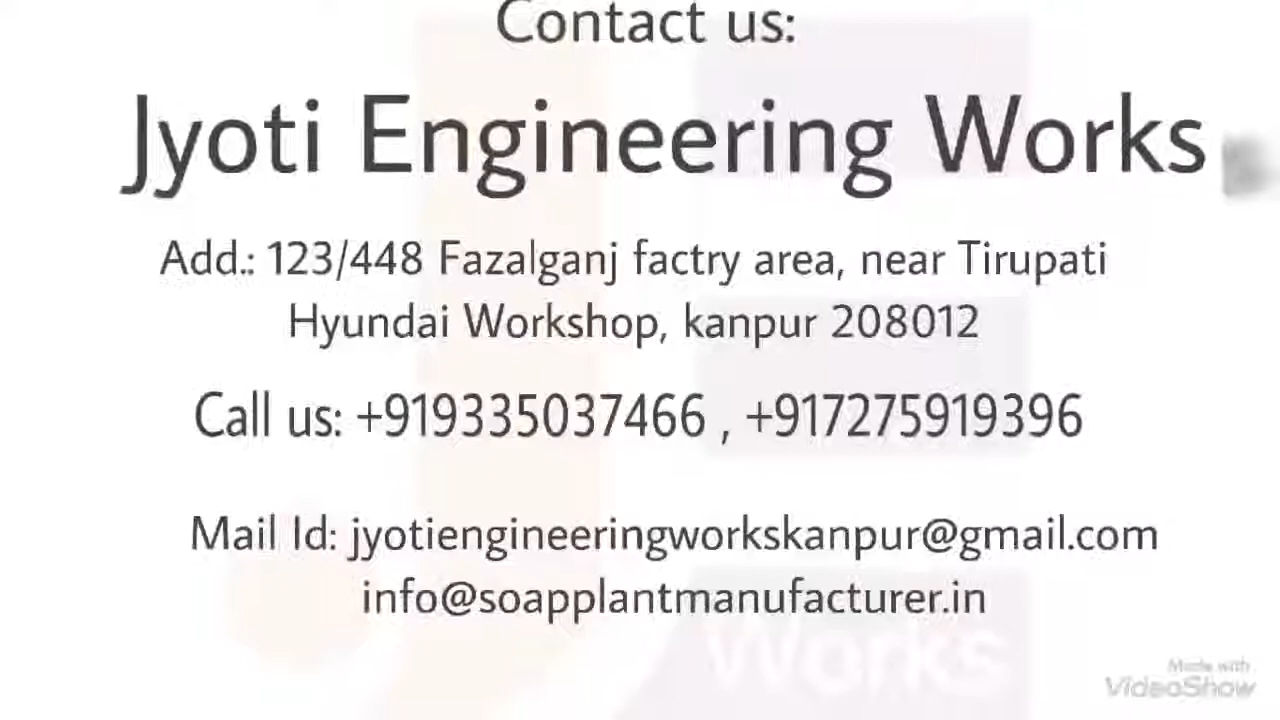 Contact us:
Jyoti Engineering Works
Add.: 123/448 Fazalganj factry area, near Tirupati
Hyundai Workshop, kanpur 208012
Call us: +919335037466 , +917275919396
Mail Id: jyotiengineeringworkskanpur@gmail.com
info@soapplantmanufacturer.in
Works
Made with
VideoShow